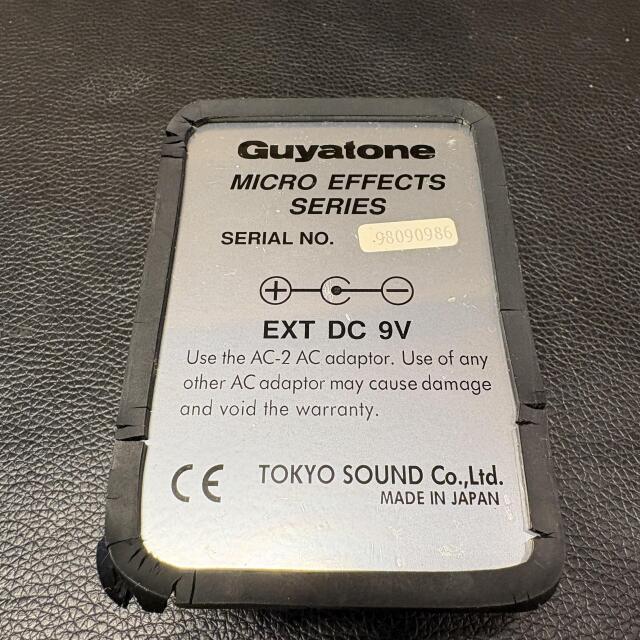 Guyatone
MICRO EFFECTS
SERIES
SERIAL NO. 98090986
+ -
EXT DC 9V
Use the AC-2 AC adaptor. Use of any
other AC adaptor may cause damage
and void the warranty.
CE TOKYO SOUND Co.,Ltd.
MADE IN JAPAN